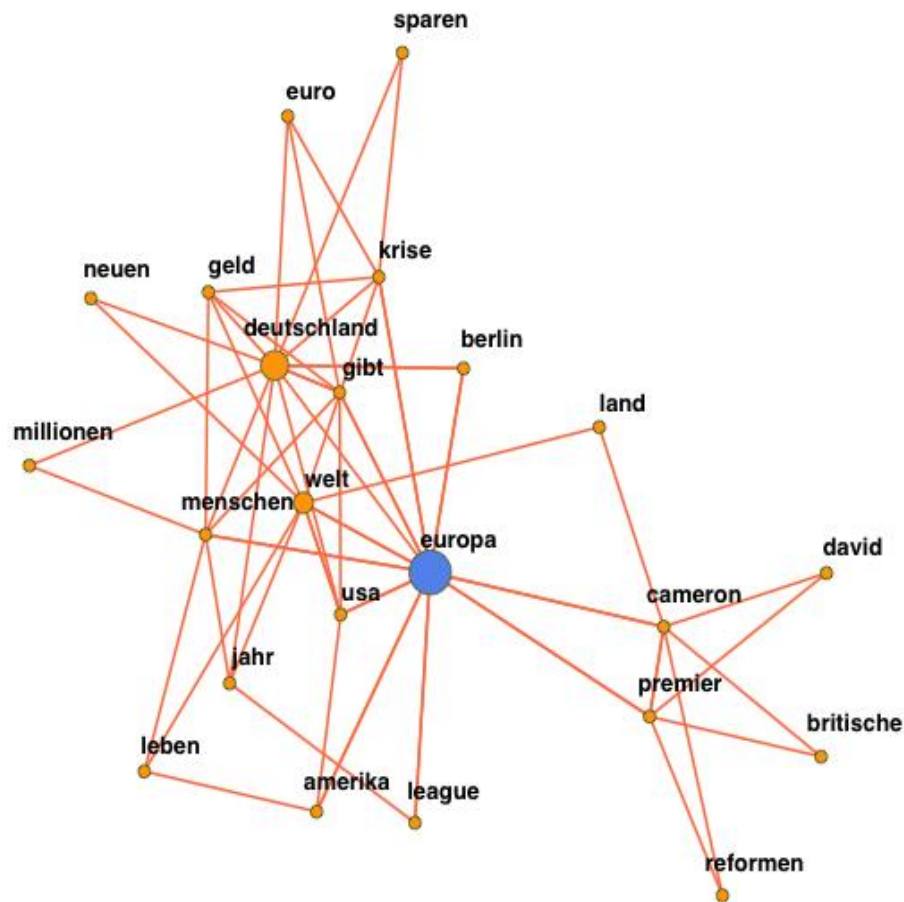 sparen
euro
krise
geld
neuen
deutschland
berlin
gibt
land
millionen
welt
menschen
europa
david
usa
cameron
jahr
premier
britische
leben
amerika
league
reformen